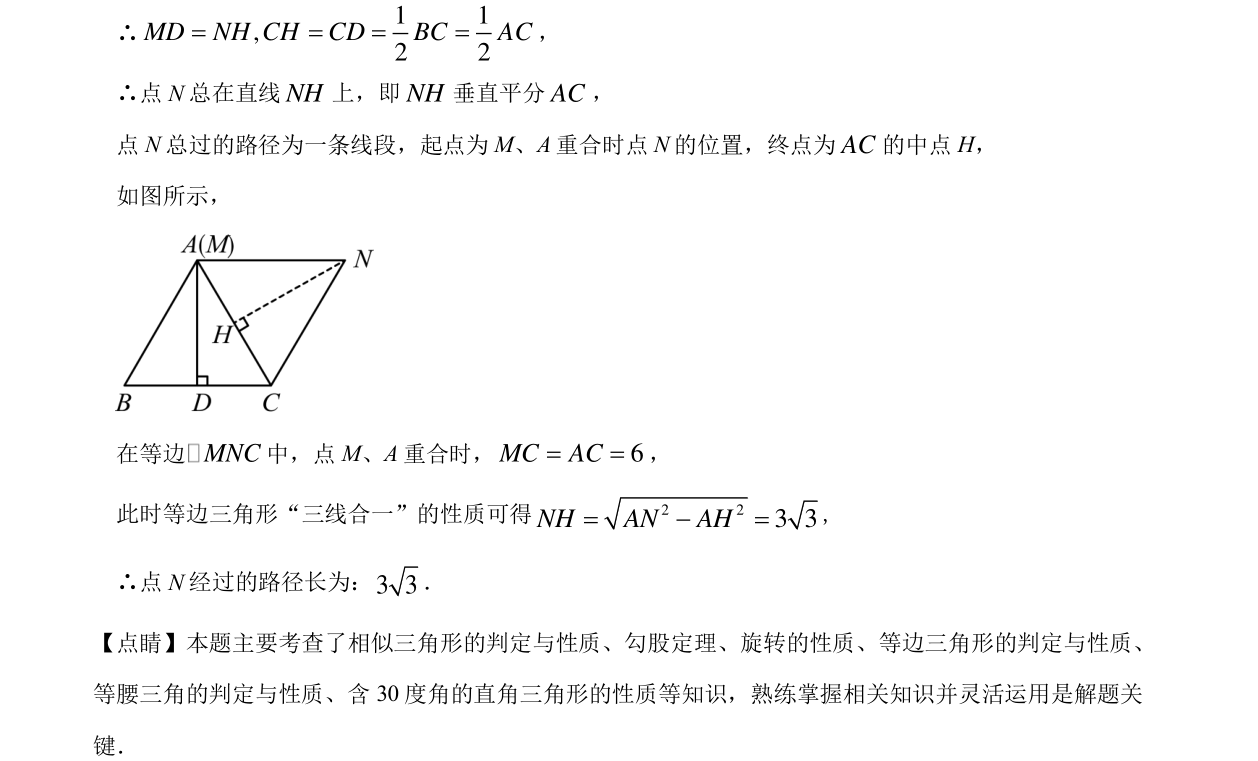 ∴MD = NH, CH = CD = 1/2 BC = 1/2 AC，
∴点 N 总在直线 NH 上，即 NH 垂直平分 AC，
点 N 总过的路径为一条线段，起点为 M、A 重合时点 N 的位置，终点为 AC 的中点 H，
如图所示，
A(M)
N
H
B D C
在等边□MNC 中，点 M、A 重合时，MC = AC = 6，
此时等边三角形“三线合一”的性质可得 NH = √(AN² − AH²) = 3√3，
∴点 N 经过的路径长为：3√3．
【点睛】本题主要考查了相似三角形的判定与性质、勾股定理、旋转的性质、等边三角形的判定与性质、
等腰三角的判定与性质、含 30 度角的直角三角形的性质等知识，熟练掌握相关知识并灵活运用是解题关
键．